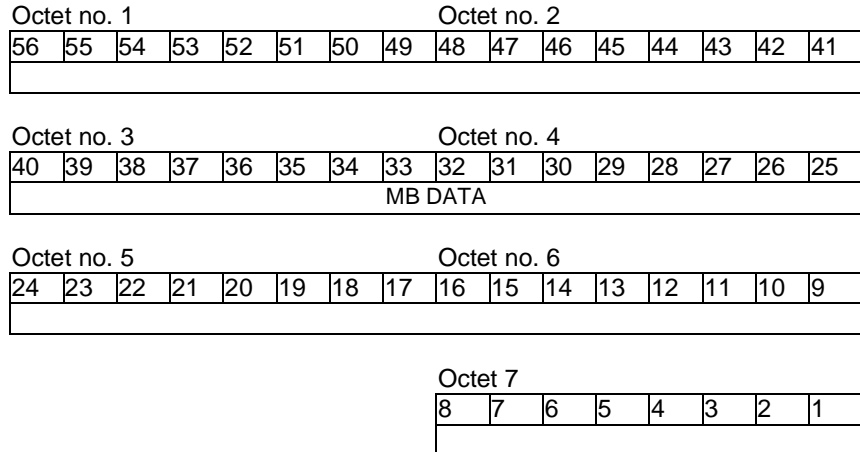 Octet no. 1 Octet no. 2
56 55 54 53 52 51 50 49 48 47 46 45 44 43 42 41
Octet no. 3 Octet no. 4
40 39 38 37 36 35 34 33 32 31 30 29 28 27 26 25
MB DATA
Octet no. 5 Octet no. 6
24 23 22 21 20 19 18 17 16 15 14 13 12 11 10 9
Octet 7
8 7 6 5 4 3 2 1